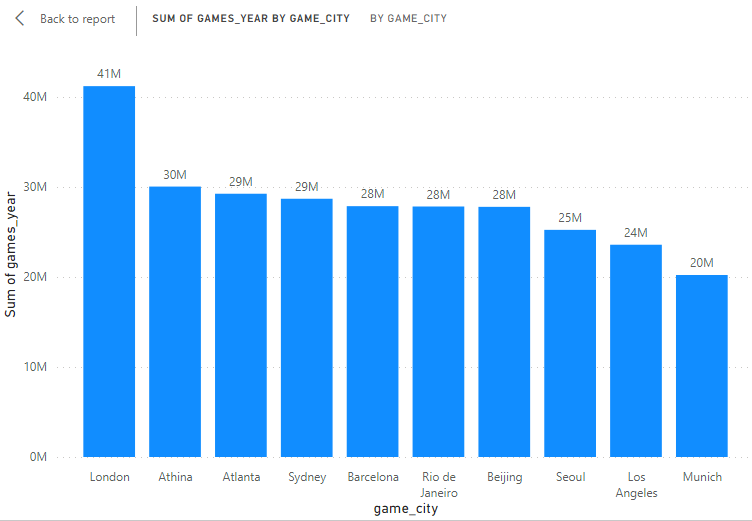 Back to report
SUM OF GAMES_YEAR BY GAME_CITY
BY GAME_CITY
41M
40M
30M
29M
29M
28M
28M
28M
30M
25M
24M
20M
20M
10M
0M
Sum of games_year
London
Athina
Atlanta
Sydney
Barcelona
Rio de
Janeiro
Beijing
Seoul
Los
Angeles
Munich
game_city